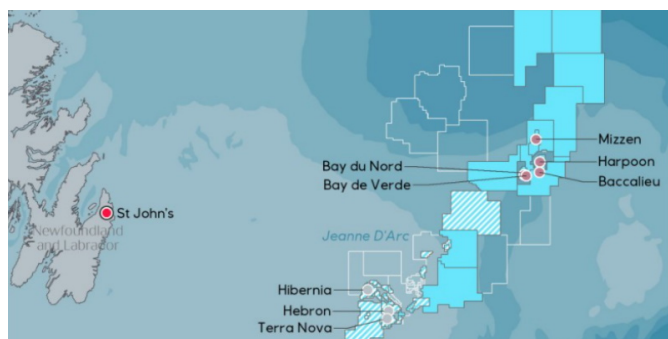 Mizzen
Bay du Nord
Harpoon
Bay de Verde
Baccalieu
St John's
Newfoundland
and Labrador
Jeanne D'Arc
Hibernia
Hebron
Terra Nova